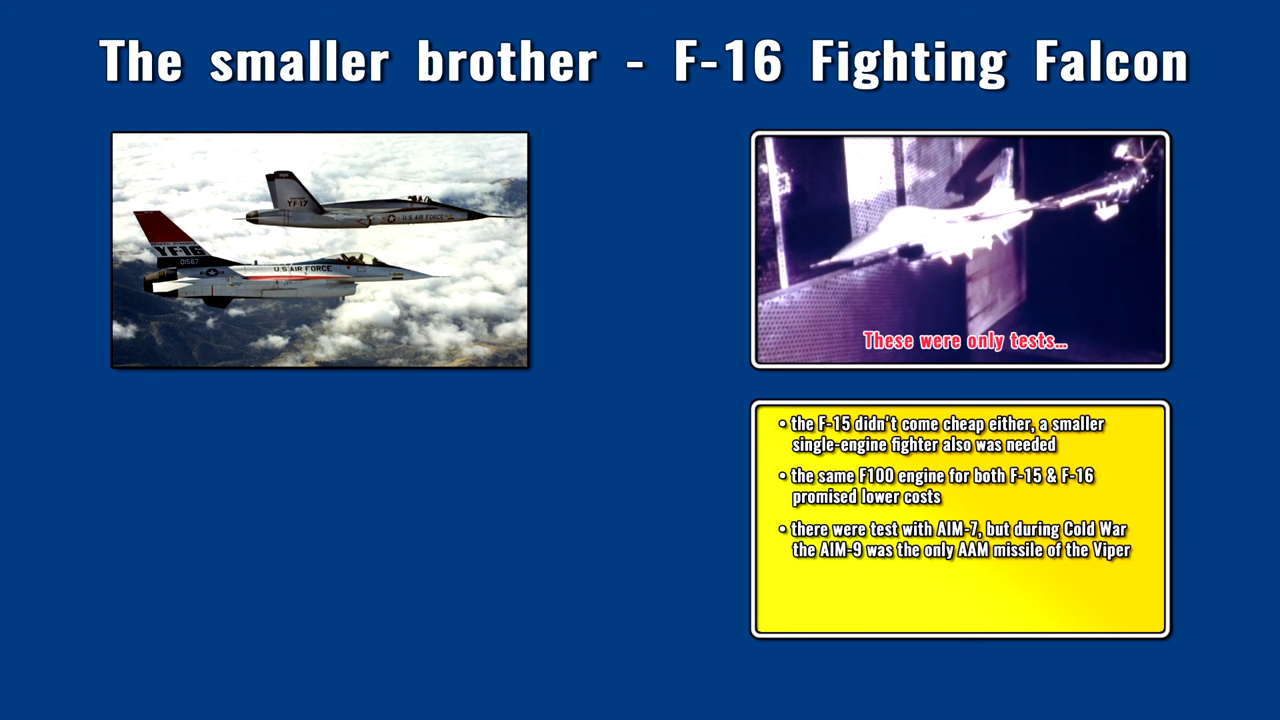 The smaller brother - F-16 Fighting Falcon
YF-17
U.S. AIR FORCE
YF16
01567
U.S. AIR FORCE
These were only tests...
• the F-15 didn't come cheap either, a smaller
single-engine fighter also was needed
• the same F100 engine for both F-15 & F-16
promised lower costs
• there were test with AIM-7, but during Cold War
the AIM-9 was the only AAM missile of the Viper